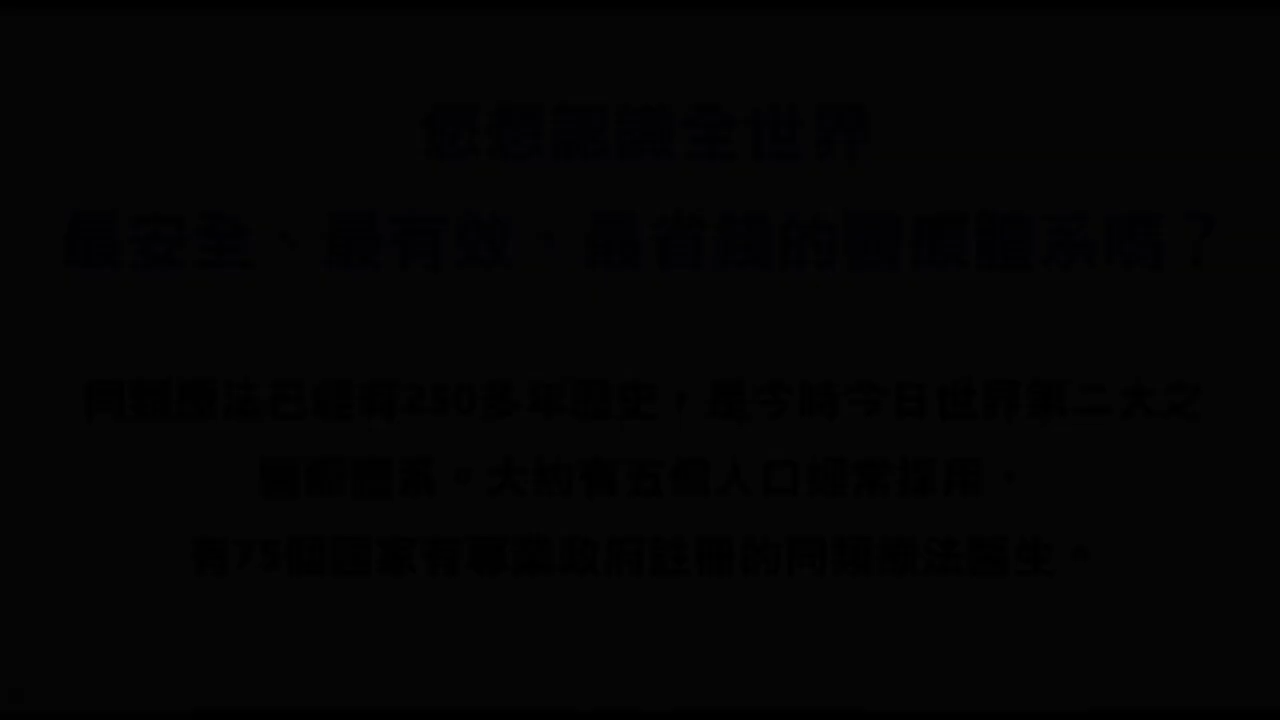 您想認識全世界
最安全、最有效、最省錢的醫療體系嗎？
同類療法已經有250多年歷史，是今時今日世界第二大之
醫療體系。大約有五億人口經常採用，
有75個國家有專業政府註冊的同類療法醫生。